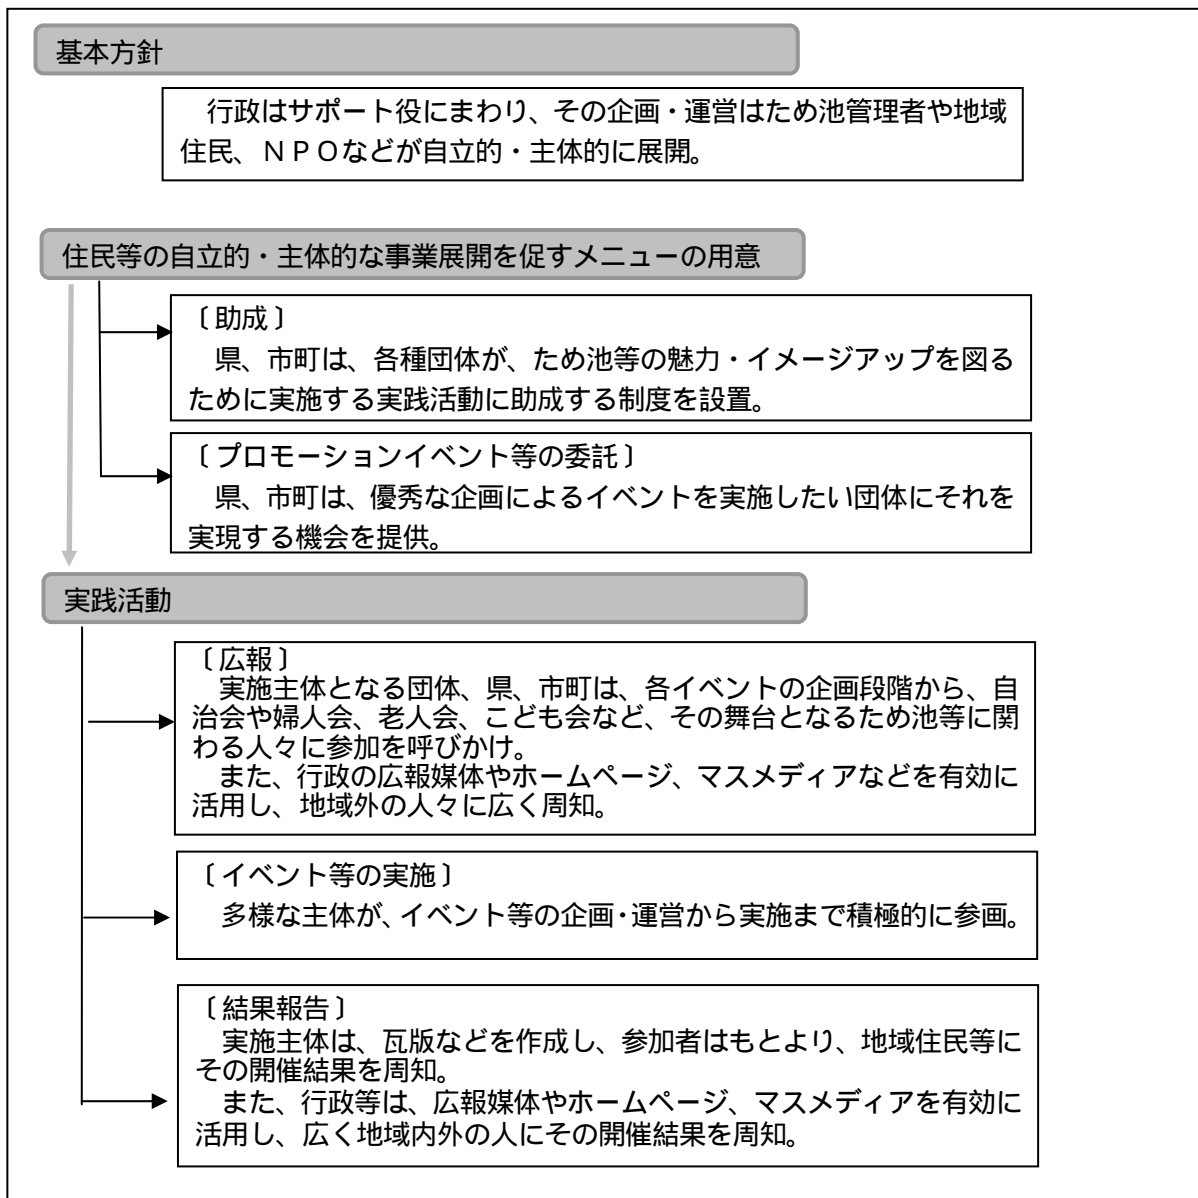 基本方針
行政はサポート役にまわり、その企画・運営はため池管理者や地域
住民、ＮＰＯなどが自立的・主体的に展開。
住民等の自立的・主体的な事業展開を促すメニューの用意
〔助成〕
県、市町は、各種団体が、ため池等の魅力・イメージアップを図る
ために実施する実践活動に助成する制度を設置。
〔プロモーションイベント等の委託〕
県、市町は、優秀な企画によるイベントを実施したい団体にそれを
実現する機会を提供。
実践活動
〔広報〕
実施主体となる団体、県、市町は、各イベントの企画段階から、自
治会や婦人会、老人会、こども会など、その舞台となるため池等に関
わる人々に参加を呼びかけ。
また、行政の広報媒体やホームページ、マスメディアなどを有効に
活用し、地域外の人々に広く周知。
〔イベント等の実施〕
多様な主体が、イベント等の企画・運営から実施まで積極的に参画。
〔結果報告〕
実施主体は、瓦版などを作成し、参加者はもとより、地域住民等に
その開催結果を周知。
また、行政等は、広報媒体やホームページ、マスメディアを有効に
活用し、広く地域内外の人にその開催結果を周知。